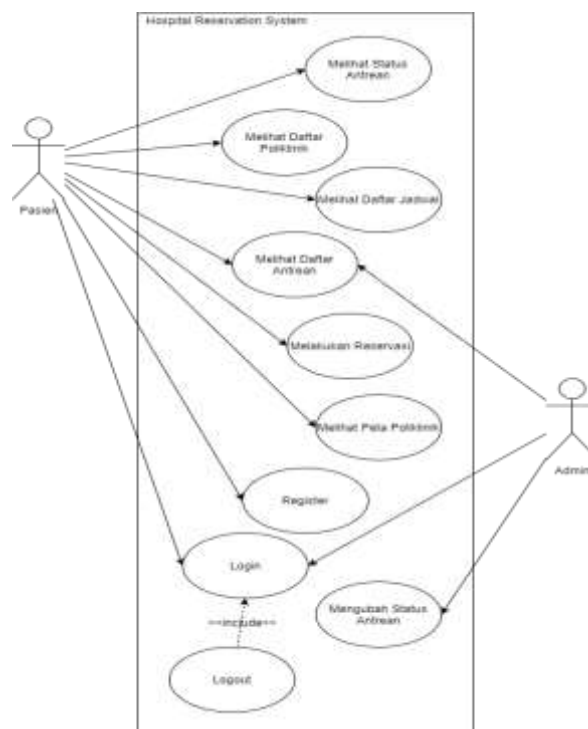 Hospital Reservation System
Melihat Status
Antrean
Melihat Daftar
Poliklinik
Melihat Daftar Jadwal
Pasien
Melihat Daftar
Antrean
Melakukan Reservasi
Melihat Peta Poliklinik
Admin
Register
Login
Mengubah Status
Antrean
<<include>>
Logout